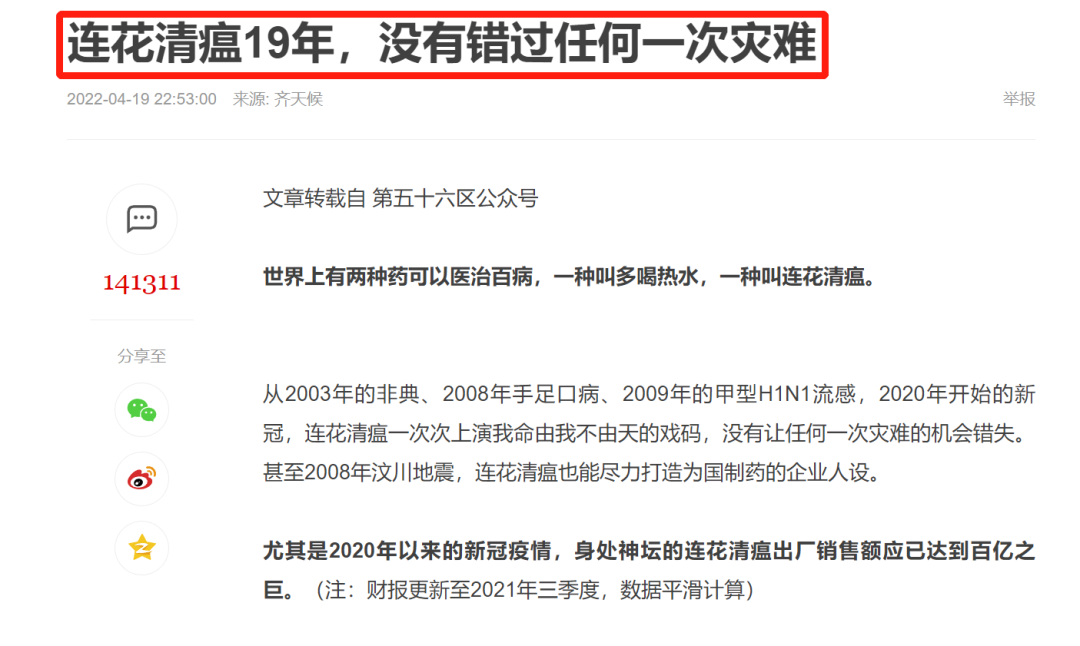 连花清瘟19年，没有错过任何一次灾难
2022-04-19 22:53:00 来源: 齐天候
举报
文章转载自 第五十六区公众号
141311
世界上有两种药可以医治百病，一种叫多喝热水，一种叫连花清瘟。
分享至
从2003年的非典、2008年手足口病、2009年的甲型H1N1流感，2020年开始的新
冠，连花清瘟一次次上演我命由我不由天的戏码，没有让任何一次灾难的机会错失。
甚至2008年汶川地震，连花清瘟也能尽力打造为国制药的企业人设。
尤其是2020年以来的新冠疫情，身处神坛的连花清瘟出厂销售额应已达到百亿之
巨。（注：财报更新至2021年三季度，数据平滑计算）